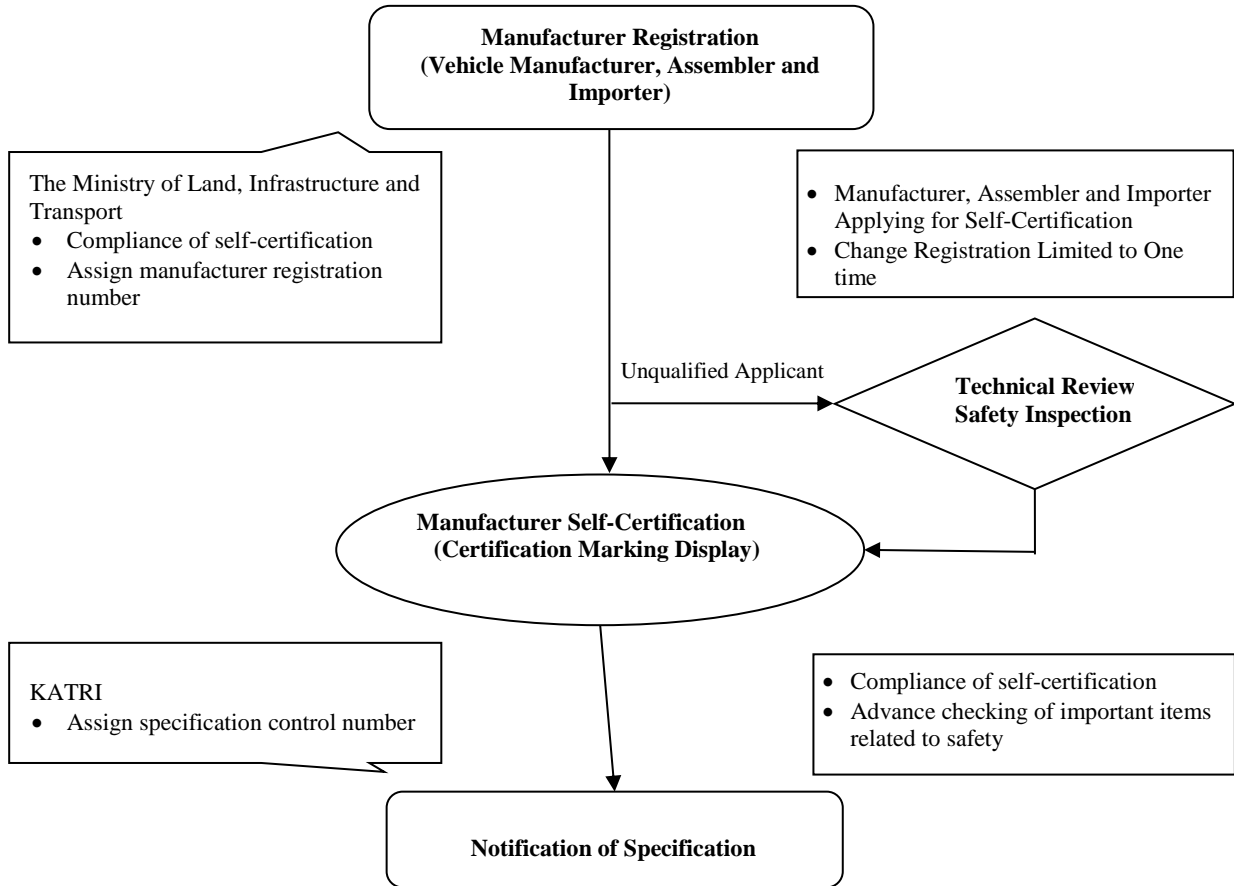 Manufacturer Registration
(Vehicle Manufacturer, Assembler and
Importer)
The Ministry of Land, Infrastructure and
Transport
• Compliance of self-certification
• Assign manufacturer registration
number
• Manufacturer, Assembler and Importer
Applying for Self-Certification
• Change Registration Limited to One
time
Unqualified Applicant
Technical Review
Safety Inspection
Manufacturer Self-Certification
(Certification Marking Display)
KATRI
• Assign specification control number
• Compliance of self-certification
• Advance checking of important items
related to safety
Notification of Specification